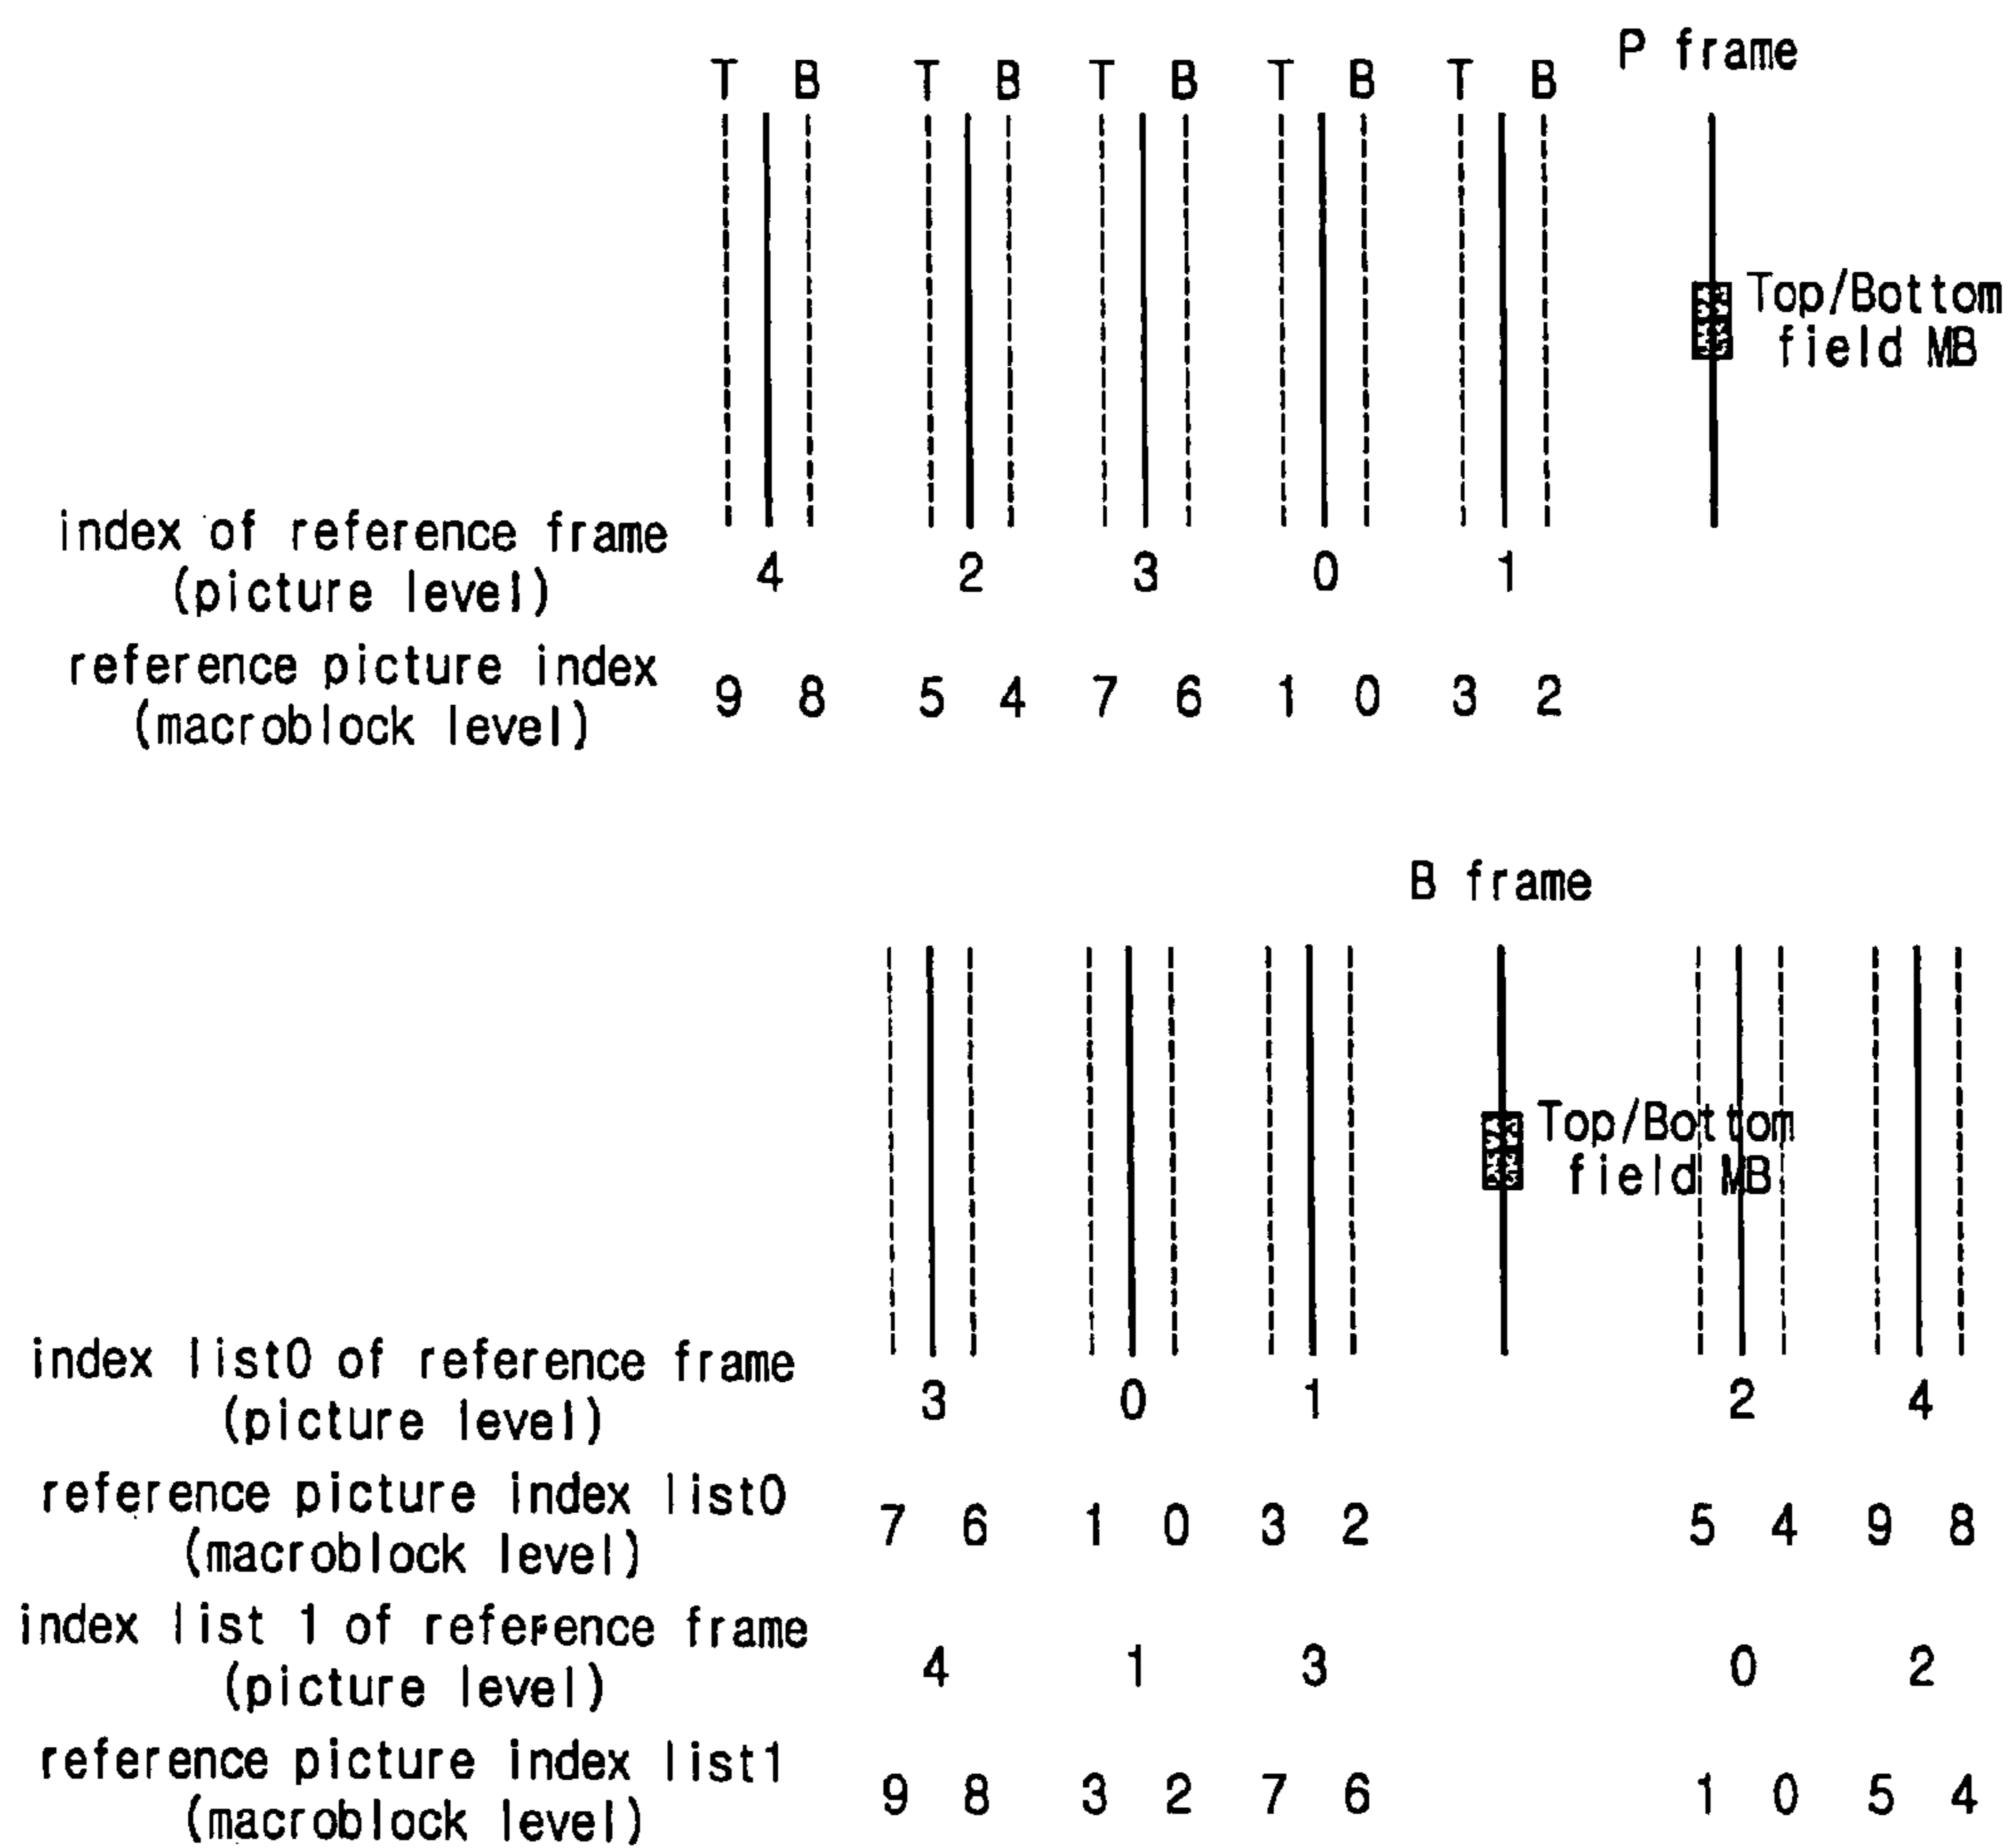 P frame
T B T B T B T B T B
Top/Bottom
field MB
index of reference frame
(picture level)
4 2 3 0 1
reference picture index
(macroblock level)
9 8 5 4 7 6 1 0 3 2
B frame
Top/Bottom
field MB
index list0 of reference frame
(picture level)
3 0 1 2 4
reference picture index list0
(macroblock level)
7 6 1 0 3 2 5 4 9 8
index list 1 of reference frame
(picture level)
4 1 3 0 2
reference picture index list1
(macroblock level)
9 8 3 2 7 6 1 0 5 4